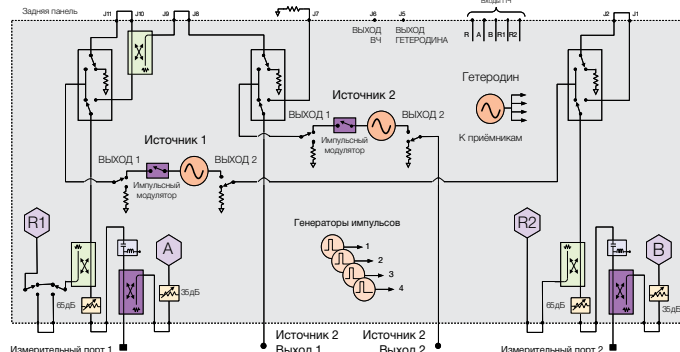 Входы ПЧ
Задняя панель
J11 J10 J9 J8 J7 J6 J5 J2 J1
ВЫХОД ВЧ
ВЫХОД ГЕТЕРОДИНА
R A B R1 R2
Гетеродин
К приёмникам
Источник 2
ВЫХОД 1 ВЫХОД 2
Импульсный
модулятор
Источник 1
ВЫХОД 1 ВЫХОД 2
Импульсный
модулятор
Генераторы импульсов
1
2
3
4
R1
A
R2
B
65дБ
35дБ
65дБ
35дБ
Измерительный порт 1
Источник 2
Выход 1
Источник 2
Выход 2
Измерительный порт 2